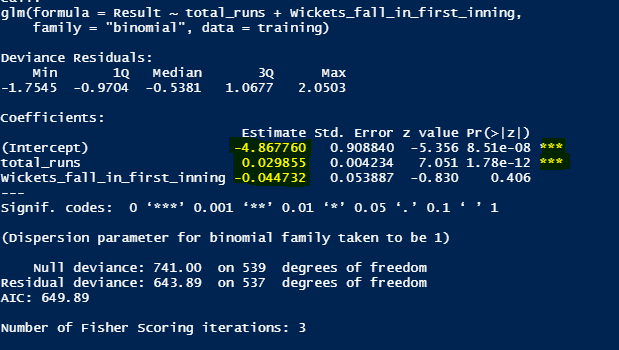 glm(formula = Result ~ total_runs + Wickets_fall_in_first_inning,
    family = "binomial", data = training)
Deviance Residuals:
    Min      1Q  Median      3Q     Max
-1.7545 -0.9704 -0.5381  1.0677  2.0503
Coefficients:
                              Estimate Std. Error z value Pr(>|z|)
(Intercept)                  -4.867760   0.908840  -5.356 8.51e-08 ***
total_runs                    0.029855   0.004234   7.051 1.78e-12 ***
Wickets_fall_in_first_inning -0.044732   0.053887  -0.830    0.406
---
Signif. codes:  0 ‘***’ 0.001 ‘**’ 0.01 ‘*’ 0.05 ‘.’ 0.1 ‘ ’ 1
(Dispersion parameter for binomial family taken to be 1)
    Null deviance: 741.00  on 539  degrees of freedom
Residual deviance: 643.89  on 537  degrees of freedom
AIC: 649.89
Number of Fisher Scoring iterations: 3